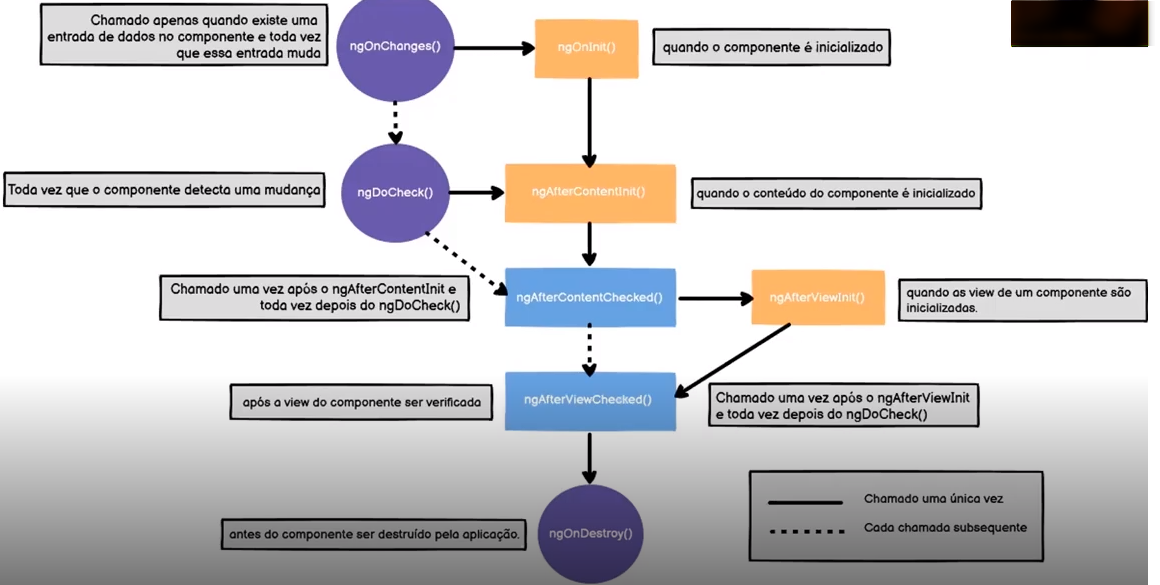 Chamado apenas quando existe uma
entrada de dados no componente e toda vez
que essa entrada muda
ngOnChanges()
ngOnInit()
quando o componente é inicializado
Toda vez que o componente detecta uma mudança
ngDoCheck()
ngAfterContentInit()
quando o conteúdo do componente é inicializado
Chamado uma vez após o ngAfterContentInit e
toda vez depois do ngDoCheck()
ngAfterContentChecked()
ngAfterViewInit()
quando as view de um componente são
inicializadas.
após a view do componente ser verificada
ngAfterViewChecked()
Chamado uma vez após o ngAfterViewInit
e toda vez depois do ngDoCheck()
antes do componente ser destruído pela aplicação.
ngOnDestroy()
Chamado uma única vez
Cada chamada subsequente